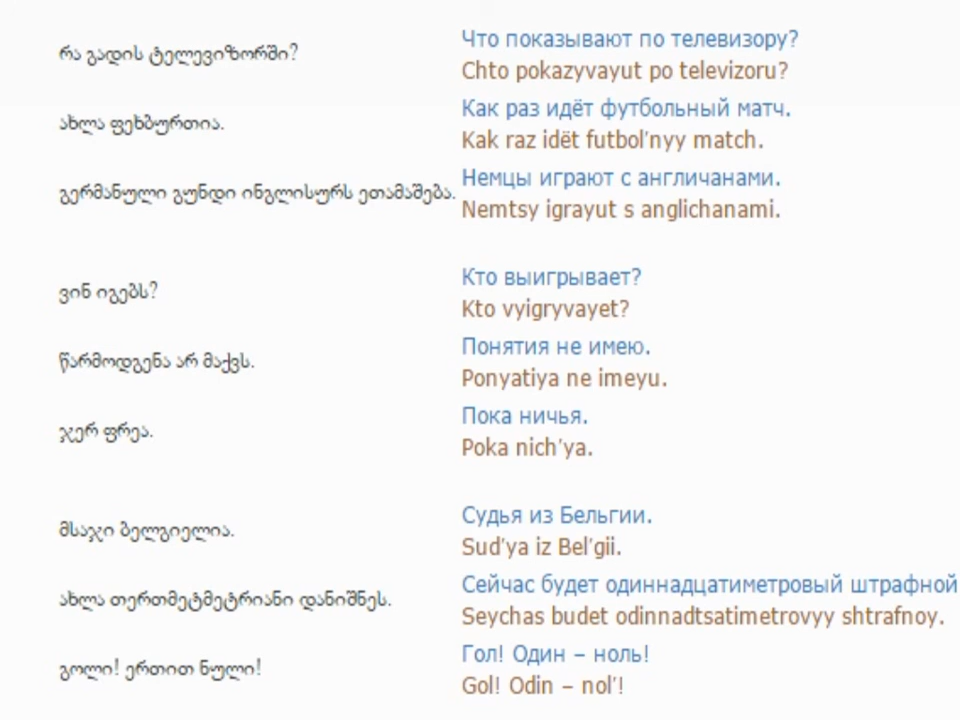 რა გადის ტელევიზორში?
Что показывают по телевизору?
Chto pokazyvayut po televizoru?
ახლა ფეხბურთია.
Как раз идёт футбольный матч.
Kak raz idët futbol'nyy match.
გერმანული გუნდი ინგლისურს ეთამაშება.
Немцы играют с англичанами.
Nemtsy igrayut s anglichanami.
ვინ იგებს?
Кто выигрывает?
Kto vyigryvayet?
წარმოდგენა არ მაქვს.
Понятия не имею.
Ponyatiya ne imeyu.
ჯერ ფრეა.
Пока ничья.
Poka nich'ya.
მსაჯი ბელგიელია.
Судья из Бельгии.
Sud'ya iz Bel'gii.
ახლა თერთმეტმეტრიანი დანიშნეს.
Сейчас будет одиннадцатиметровый штрафной
Seychas budet odinnadtsatimetrovyy shtrafnoy.
გოლი! ერთით ნული!
Гол! Один – ноль!
Gol! Odin – nol'!